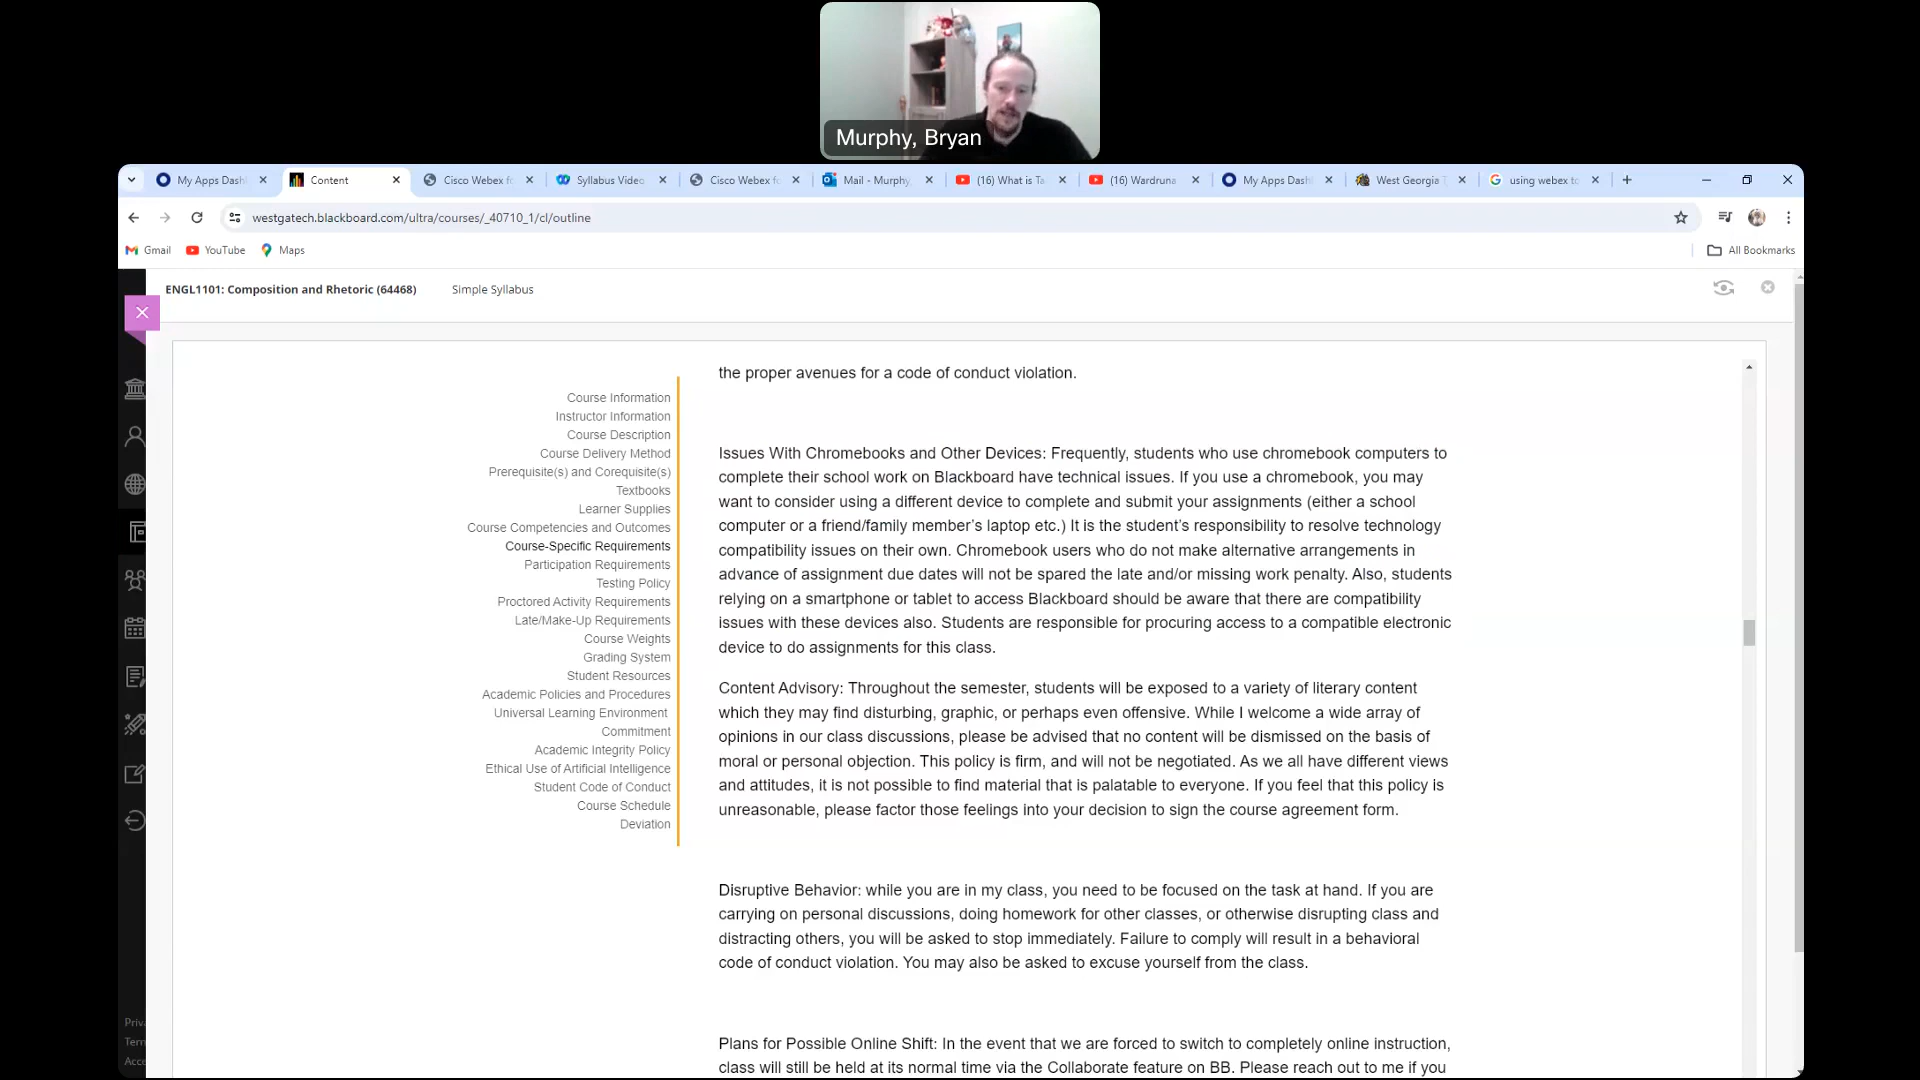 Murphy, Bryan
My Apps Dash
Content
Cisco Webex fo
Syllabus Video
Cisco Webex fo
Mail - Murphy,
(16) What is Ta
(16) Wardruna
My Apps Dash
West Georgia T
using webex to
westgatech.blackboard.com/ultra/courses/_40710_1/cl/outline
Gmail
YouTube
Maps
All Bookmarks
ENGL1101: Composition and Rhetoric (64468)
Simple Syllabus
Course Information
Instructor Information
Course Description
Course Delivery Method
Prerequisite(s) and Corequisite(s)
Textbooks
Learner Supplies
Course Competencies and Outcomes
Course-Specific Requirements
Participation Requirements
Testing Policy
Proctored Activity Requirements
Late/Make-Up Requirements
Course Weights
Grading System
Student Resources
Academic Policies and Procedures
Universal Learning Environment
Commitment
Academic Integrity Policy
Ethical Use of Artificial Intelligence
Student Code of Conduct
Course Schedule
Deviation
the proper avenues for a code of conduct violation.
Issues With Chromebooks and Other Devices: Frequently, students who use chromebook computers to
complete their school work on Blackboard have technical issues. If you use a chromebook, you may
want to consider using a different device to complete and submit your assignments (either a school
computer or a friend/family member's laptop etc.) It is the student's responsibility to resolve technology
compatibility issues on their own. Chromebook users who do not make alternative arrangements in
advance of assignment due dates will not be spared the late and/or missing work penalty. Also, students
relying on a smartphone or tablet to access Blackboard should be aware that there are compatibility
issues with these devices also. Students are responsible for procuring access to a compatible electronic
device to do assignments for this class.
Content Advisory: Throughout the semester, students will be exposed to a variety of literary content
which they may find disturbing, graphic, or perhaps even offensive. While I welcome a wide array of
opinions in our class discussions, please be advised that no content will be dismissed on the basis of
moral or personal objection. This policy is firm, and will not be negotiated. As we all have different views
and attitudes, it is not possible to find material that is palatable to everyone. If you feel that this policy is
unreasonable, please factor those feelings into your decision to sign the course agreement form.
Disruptive Behavior: while you are in my class, you need to be focused on the task at hand. If you are
carrying on personal discussions, doing homework for other classes, or otherwise disrupting class and
distracting others, you will be asked to stop immediately. Failure to comply will result in a behavioral
code of conduct violation. You may also be asked to excuse yourself from the class.
Plans for Possible Online Shift: In the event that we are forced to switch to completely online instruction,
class will still be held at its normal time via the Collaborate feature on BB. Please reach out to me if you
Priv
Term
Acce